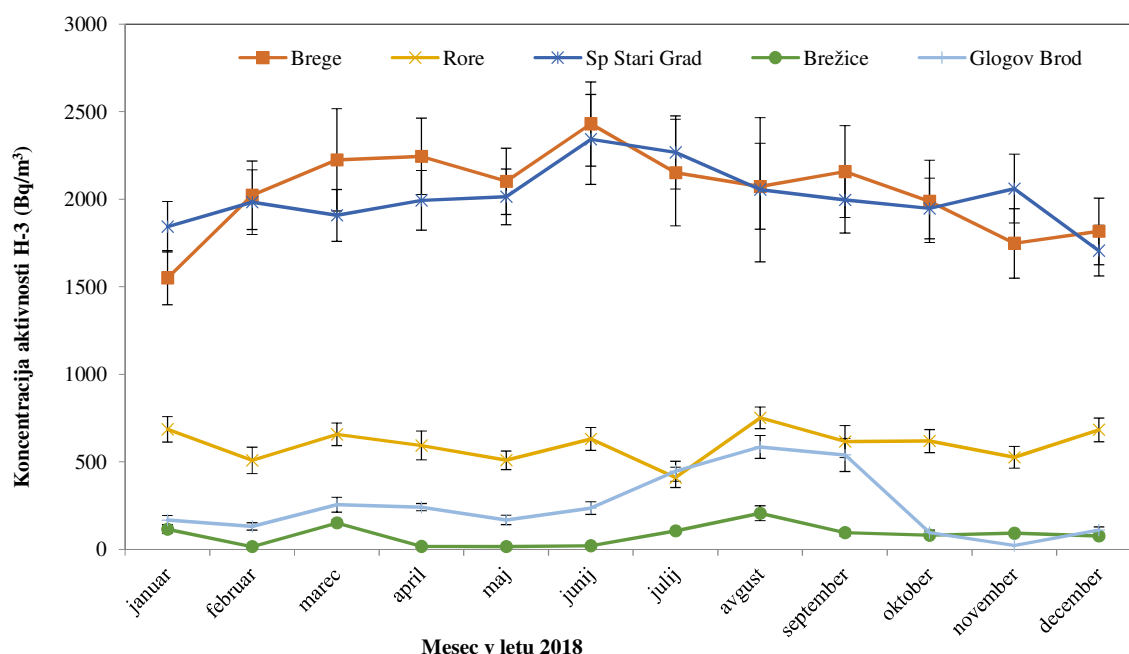 3000
2500
2000
1500
1000
500
0
Koncentracija aktivnosti H-3 (Bq/m³)
Brege Rore Sp Stari Grad Brežice Glogov Brod
januar februar marec april maj junij julij avgust september oktober november december
Mesec v letu 2018